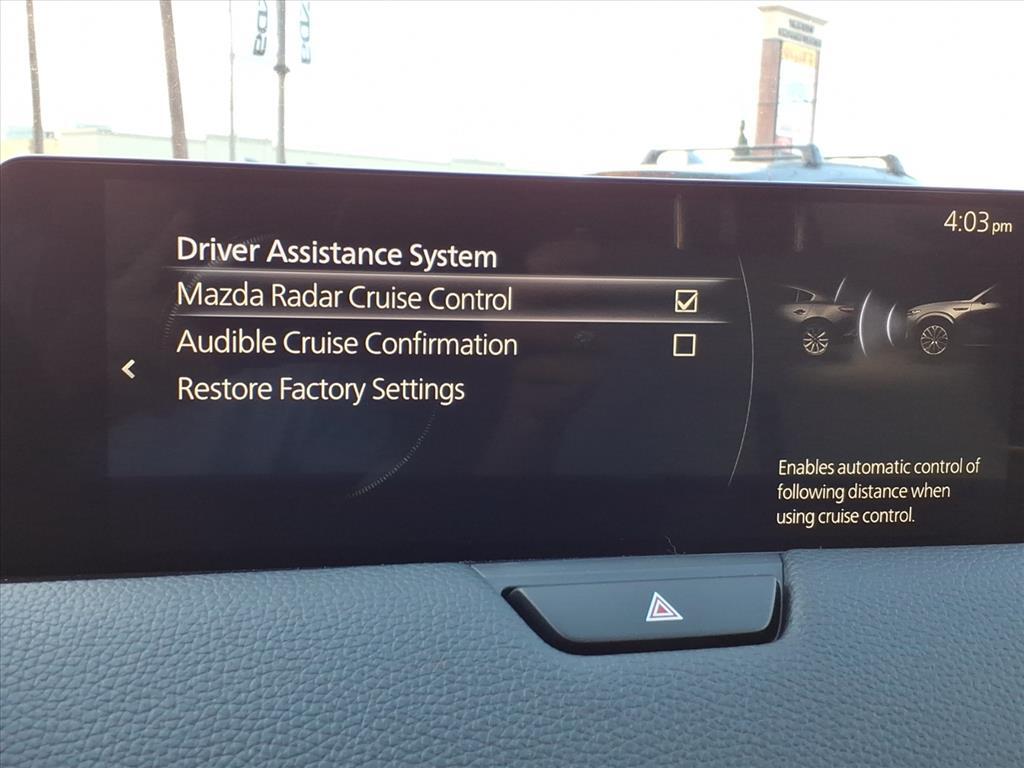 4:03 pm
Driver Assistance System
Mazda Radar Cruise Control
Audible Cruise Confirmation
Restore Factory Settings
Enables automatic control of
following distance when
using cruise control.